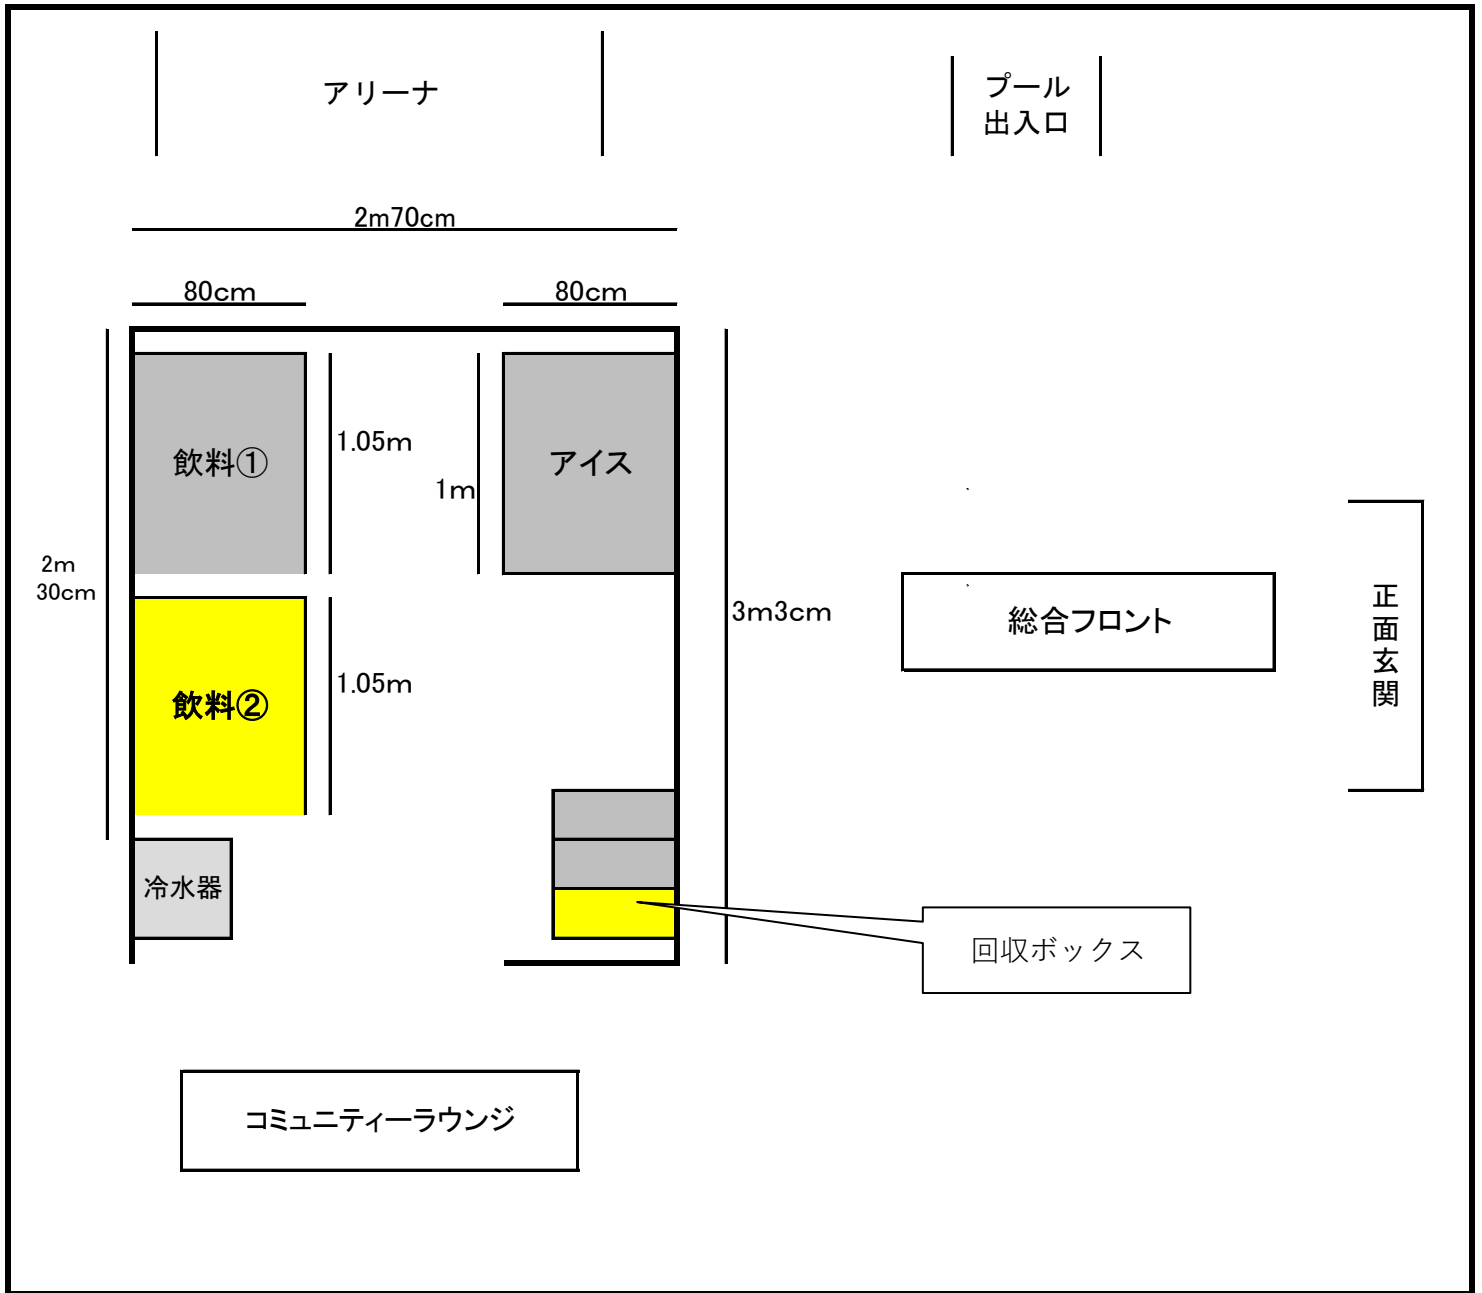 アリーナ
プール
出入口
2m70cm
80cm
80cm
飲料①
1.05m
アイス
1m
2m
30cm
3m3cm
総合フロント
正面玄関
飲料②
1.05m
冷水器
回収ボックス
コミュニティーラウンジ